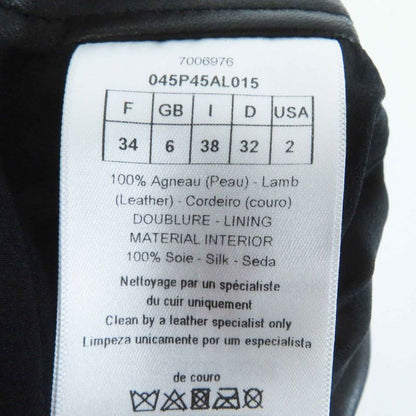 7006976
045P45AL015
F GB I D USA
34 6 38 32 2
100% Agneau (Peau) - Lamb
(Leather) - Cordeiro (couro)
DOUBLURE - LINING
MATERIAL INTERIOR
100% Soie - Silk - Seda
Nettoyage par un spécialiste
du cuir uniquement
Clean by a leather specialist only
Limpeza unicamente por um especialista
de couro